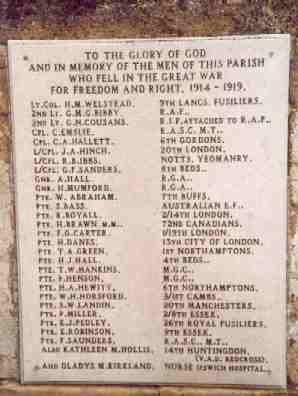 TO THE GLORY OF GOD
AND IN MEMORY OF THE MEN OF THIS PARISH
WHO FELL IN THE GREAT WAR
FOR FREEDOM AND RIGHT, 1914 - 1919.
LT. COL. H.M. WELSTEAD, 9TH LANCS. FUSILIERS.
2ND LT. G.M.G. BIBBY, R.A.F..
2ND LT. G.N. COUSANS, B.E.F. ATTACHED TO R.A.F..
CPL. C. EMSLIE, R.A.S.C. M.T..
CPL. C.A. HALLETT, 6TH GORDONS.
L/CPL. J.A. HINCH, 20TH LONDON.
L/CPL. R.B. IBBS, NOTTS. YEOMANRY.
L/CPL. G.F. SANDERS, 8TH BEDS..
GNR. A. HALL, R.G.A..
GNR. H. MUMFORD, R.G.A..
PTE. W. ABRAHAM, 7TH BUFFS,
PTE. S. BASS, AUSTRALIAN E.F..
PTE. R. BOYALL, 2/14TH LONDON.
PTE. H. BRAWN. M.M.. 72ND CANADIANS.
PTE. F.G. CARTER, 1/19TH LONDON.
PTE. H. DANES, 13TH CITY OF LONDON.
PTE. T.A. GREEN, 1ST NORTHAMPTONS.
PTE. H.J. HALL, 4TH BEDS..
PTE. T.W. HANKINS, M.G.C..
PTE. P. HENSON, M.G.C..
PTE. H.A. HEWITT, 6TH NORTHAMPTONS.
PTE. W.H. HORSFORD, 3/1ST CAMBS.
PTE. S.W. LANDIN, 20TH MANCHESTERS.
PTE. P. MILLER, 2/6TH ESSEX.
PTE. E.J. PEDLEY, 26TH ROYAL FUSILIERS.
PTE. E. ROBINSON, 9TH ESSEX.
PTE. F. SAUNDERS, R.A.S.C., M.T..
ALSO KATHLEEN M. HOLLIS, 14TH HUNTINGDON,
(V.A.D. REDCROSS).
AND GLADYS M. KIRKLAND, NURSE IPSWICH HOSPITAL.